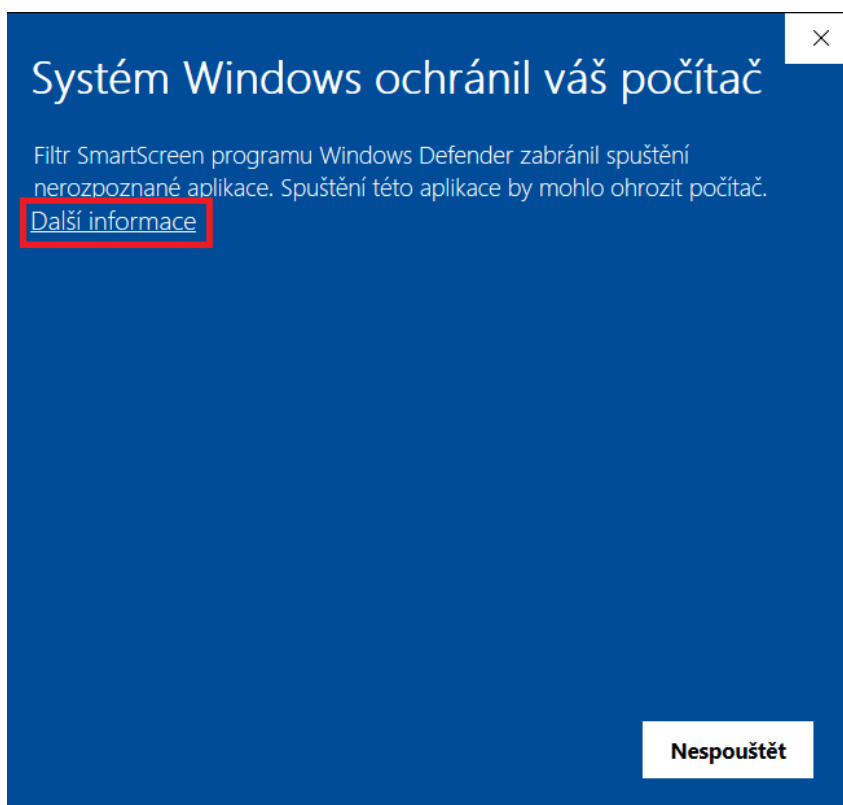 Systém Windows ochránil váš počítač
Filtr SmartScreen programu Windows Defender zabránil spuštění
nerozpoznané aplikace. Spuštění této aplikace by mohlo ohrozit počítač.
Další informace
Nespouštět